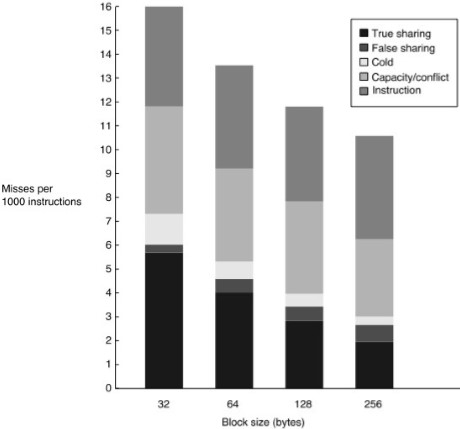 16
15
14
13
12
11
10
9
8
7
6
5
4
3
2
1
0
Misses per
1000 instructions
True sharing
False sharing
Cold
Capacity/conflict
Instruction
32 64 128 256
Block size (bytes)